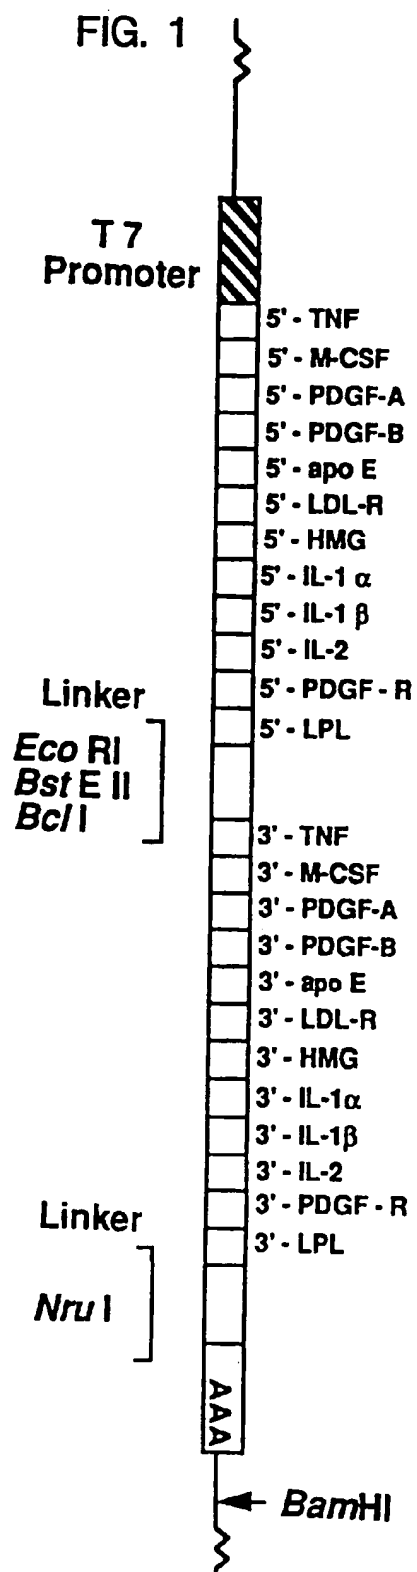 FIG. 1
T 7
Promoter
5' - TNF
5' - M-CSF
5' - PDGF-A
5' - PDGF-B
5' - apo E
5' - LDL-R
5' - HMG
5' - IL-1 α
5' - IL-1 β
5' - IL-2
5' - PDGF - R
5' - LPL
Linker
Eco RI
Bst E II
Bcl I
3' - TNF
3' - M-CSF
3' - PDGF-A
3' - PDGF-B
3' - apo E
3' - LDL-R
3' - HMG
3' - IL-1α
3' - IL-1β
3' - IL-2
3' - PDGF - R
3' - LPL
Linker
Nru I
AAA
BamHI